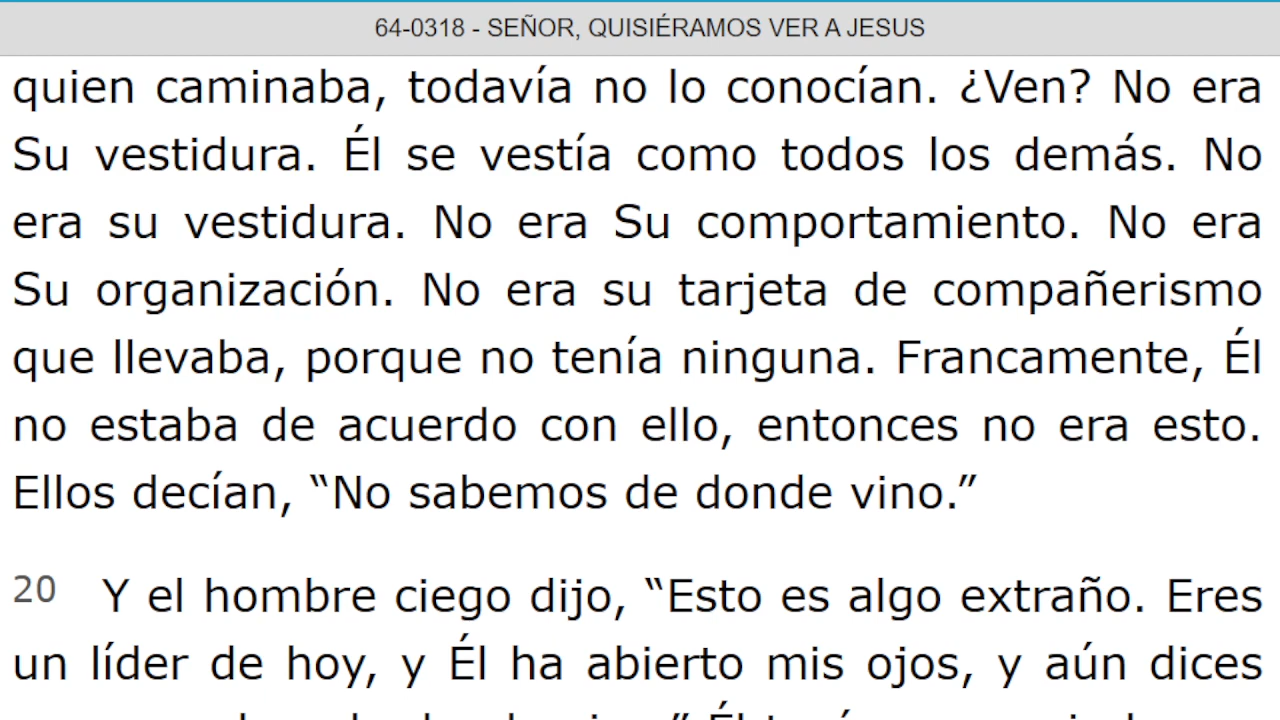 64-0318 - SEÑOR, QUISIÉRAMOS VER A JESUS
quien caminaba, todavía no lo conocían. ¿Ven? No era
Su vestidura. Él se vestía como todos los demás. No
era su vestidura. No era Su comportamiento. No era
Su organización. No era su tarjeta de compañerismo
que llevaba, porque no tenía ninguna. Francamente, Él
no estaba de acuerdo con ello, entonces no era esto.
Ellos decían, “No sabemos de donde vino.”
20 Y el hombre ciego dijo, “Esto es algo extraño. Eres
un líder de hoy, y Él ha abierto mis ojos, y aún dices